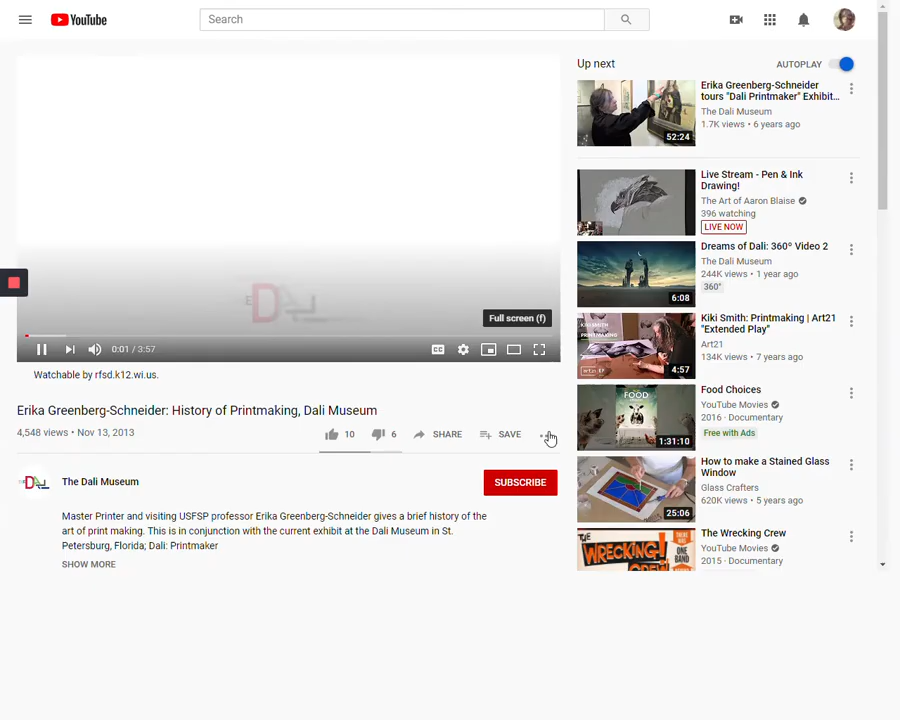 YouTube
Search
Full screen (f)
0:01 / 3:57
CC
Watchable by rfsd.k12.wi.us.
Erika Greenberg-Schneider: History of Printmaking, Dali Museum
4,548 views • Nov 13, 2013
10
6
SHARE
SAVE
The Dali Museum
SUBSCRIBE
Master Printer and visiting USFSP professor Erika Greenberg-Schneider gives a brief history of the
art of print making. This is in conjunction with the current exhibit at the Dali Museum in St.
Petersburg, Florida; Dali: Printmaker
SHOW MORE
Up next
AUTOPLAY
52:24
Erika Greenberg-Schneider
tours "Dali Printmaker" Exhibit...
The Dali Museum
1.7K views • 6 years ago
Live Stream - Pen & Ink
Drawing!
The Art of Aaron Blaise
396 watching
LIVE NOW
6:08
Dreams of Dali: 360º Video 2
The Dali Museum
244K views • 1 year ago
360°
KIKI SMITH
PRINTMAKING
4:57
Kiki Smith: Printmaking | Art21
"Extended Play"
Art21
134K views • 7 years ago
FOOD
1:31:10
Food Choices
YouTube Movies
2016 • Documentary
Free with Ads
25:06
How to make a Stained Glass
Window
Glass Crafters
620K views • 5 years ago
THE
WRECKING
The Wrecking Crew
YouTube Movies
2015 • Documentary